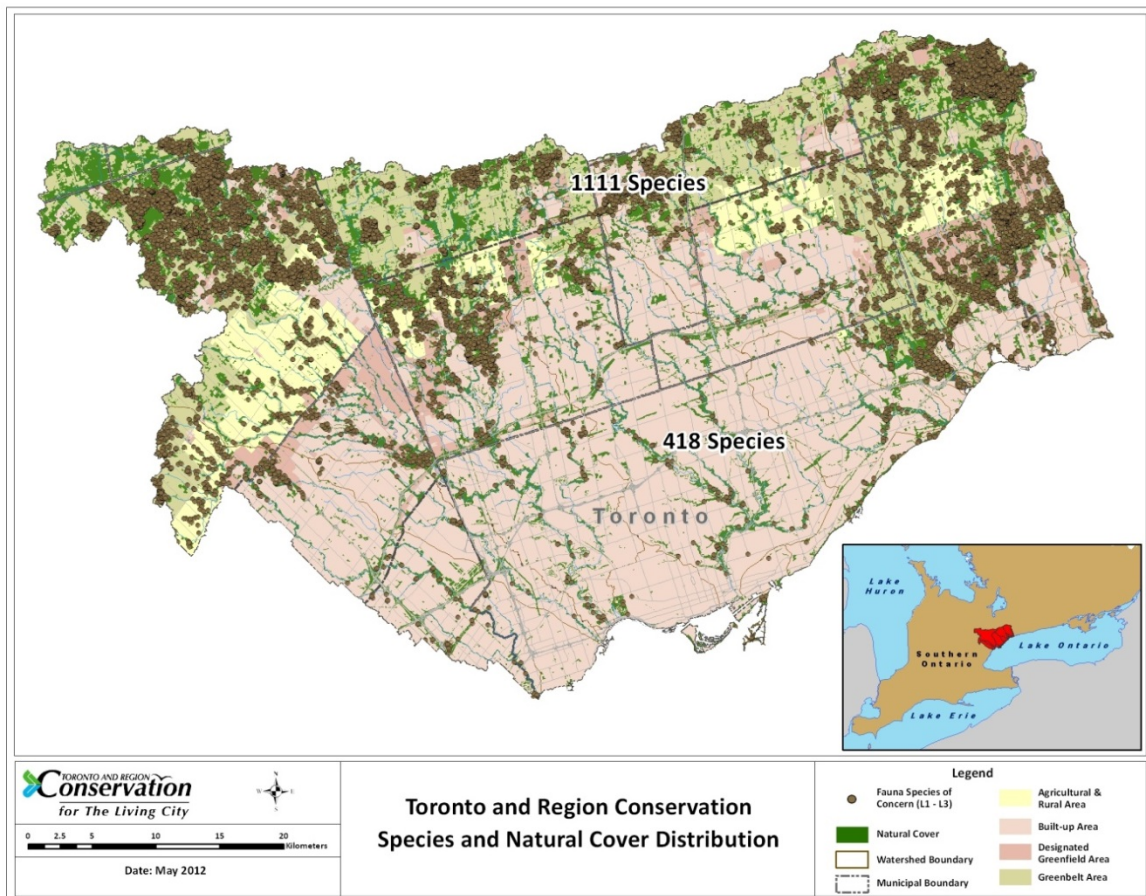 1111 Species
418 Species
Toronto
Lake
Huron
Southern
Ontario
Lake Ontario
Lake Erie
TORONTO AND REGION
Conservation
for The Living City
N
W
E
S
0 2.5 5 10 15 20
Kilometers
Date: May 2012
Toronto and Region Conservation
Species and Natural Cover Distribution
Legend
Fauna Species of
Concern (L1 - L3)
Natural Cover
Watershed Boundary
Municipal Boundary
Agricultural &
Rural Area
Built-up Area
Designated
Greenfield Area
Greenbelt Area